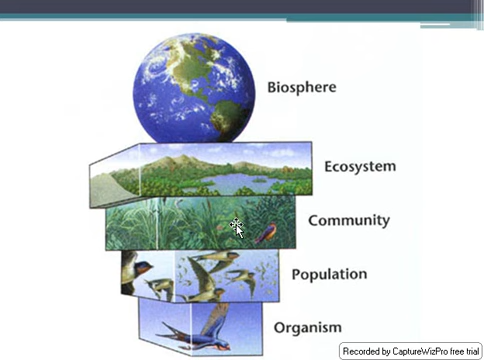 Biosphere
Ecosystem
Community
Population
Organism
Recorded by CaptureWizPro free trial